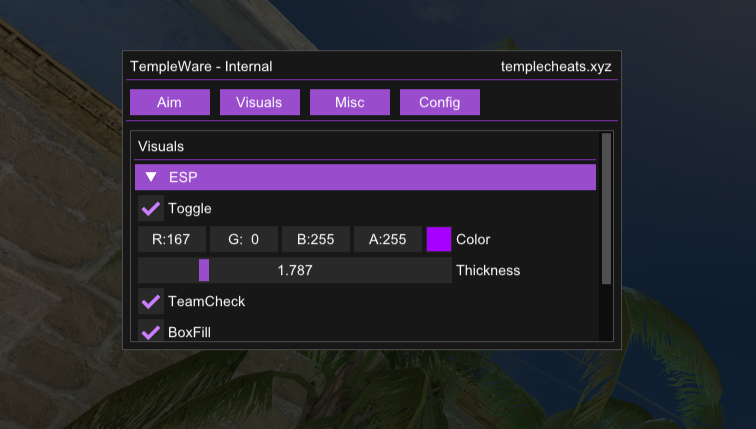 TempleWare - Internal templecheats.xyz
Aim Visuals Misc Config
Visuals
ESP
Toggle
R:167 G: 0 B:255 A:255 Color
1.787 Thickness
TeamCheck
BoxFill